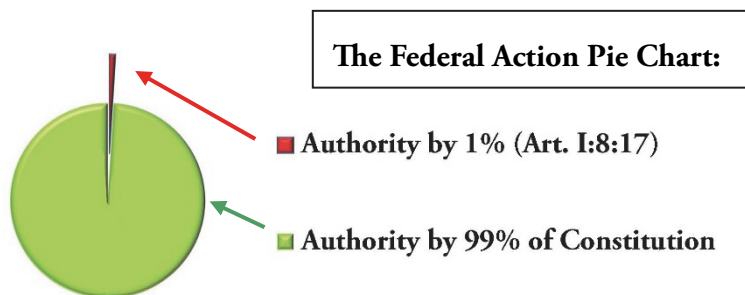 The Federal Action Pie Chart:
Authority by 1% (Art. I:8:17)
Authority by 99% of Constitution